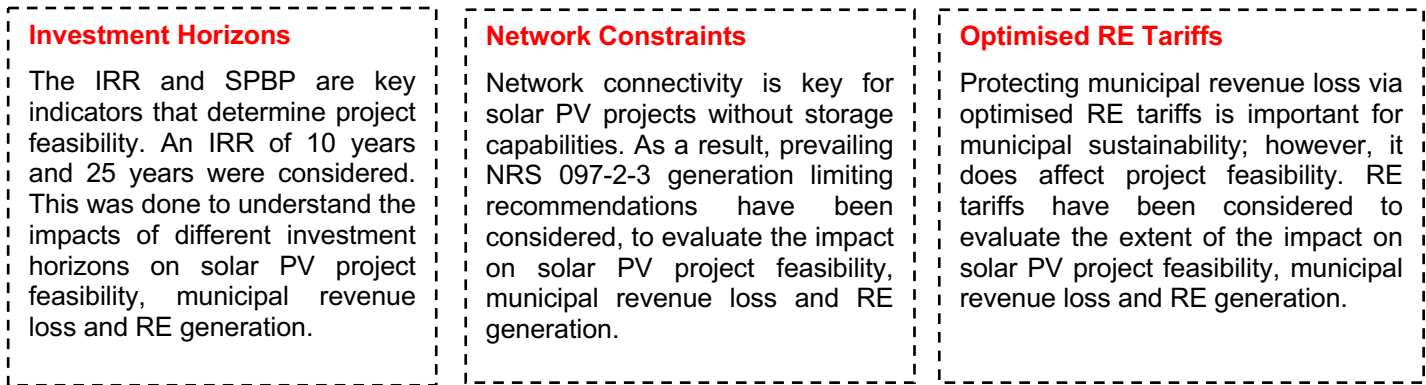 Investment Horizons
The IRR and SPBP are key
indicators that determine project
feasibility. An IRR of 10 years
and 25 years were considered.
This was done to understand the
impacts of different investment
horizons on solar PV project
feasibility, municipal revenue
loss and RE generation.
Network Constraints
Network connectivity is key for
solar PV projects without storage
capabilities. As a result, prevailing
NRS 097-2-3 generation limiting
recommendations have been
considered, to evaluate the impact
on solar PV project feasibility,
municipal revenue loss and RE
generation.
Optimised RE Tariffs
Protecting municipal revenue loss via
optimised RE tariffs is important for
municipal sustainability; however, it
does affect project feasibility. RE
tariffs have been considered to
evaluate the extent of the impact on
solar PV project feasibility, municipal
revenue loss and RE generation.